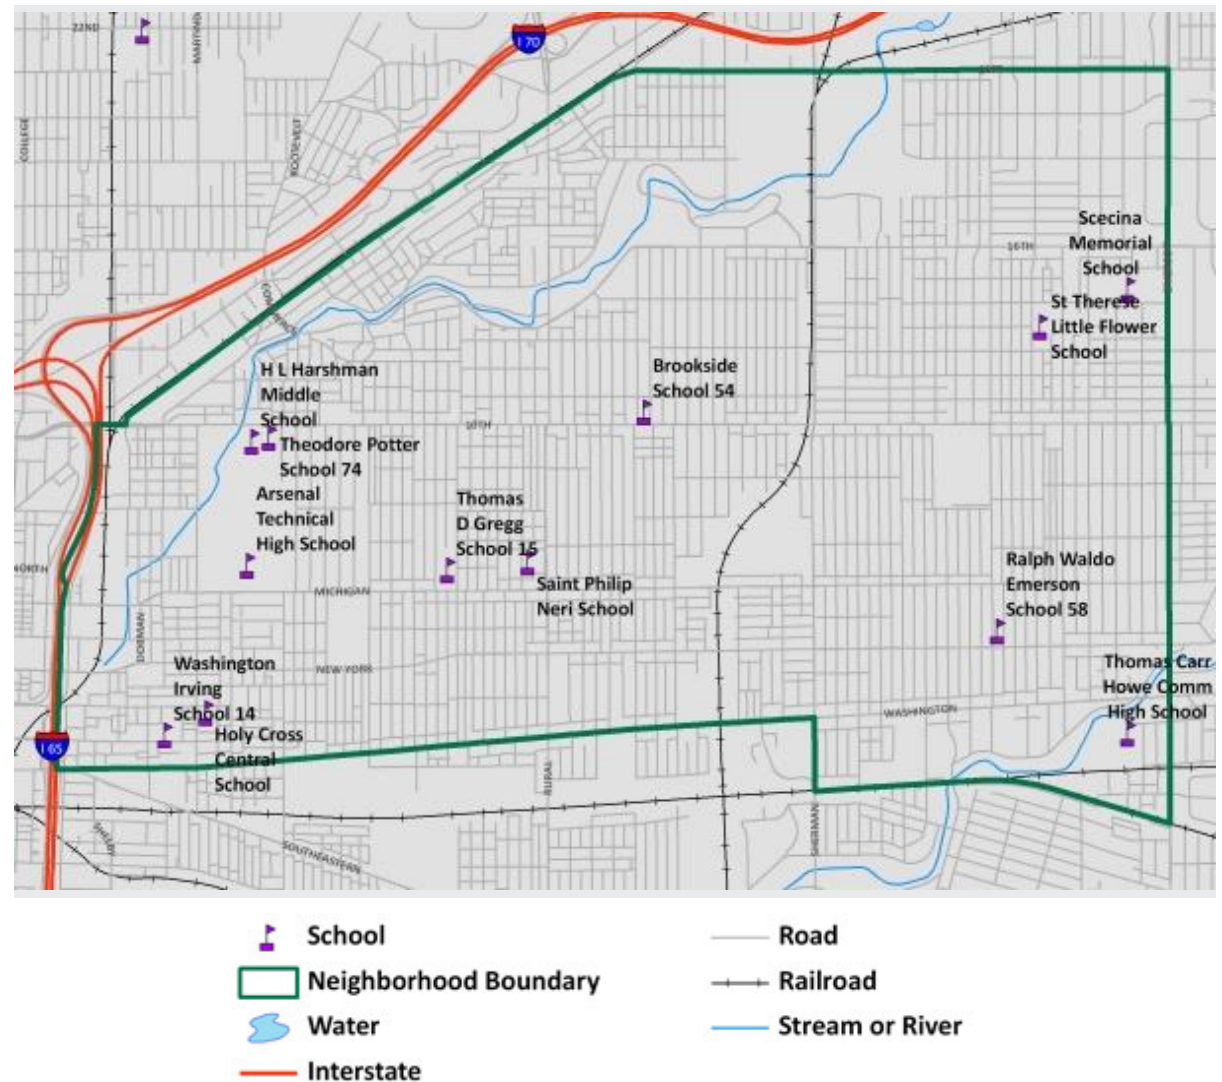 22ND
I 70
COLLEGE
ROOSEVELT
Scecina
Memorial
School
16TH
St Therese
Little Flower
School
H L Harshman
Middle
School
Brookside
School 54
10TH
Theodore Potter
School 74
Arsenal
Technical
High School
Thomas
D Gregg
School 15
Saint Philip
Neri School
Ralph Waldo
Emerson
School 58
NORTH
MICHIGAN
DORMAN
NEW YORK
Washington
Irving
School 14
Holy Cross
Central
School
Thomas Carr
Howe Comm
High School
WASHINGTON
I 65
RURAL
SHERMAN
SHELBY
SOUTHEASTERN
School
Neighborhood Boundary
Water
Interstate
Road
Railroad
Stream or River